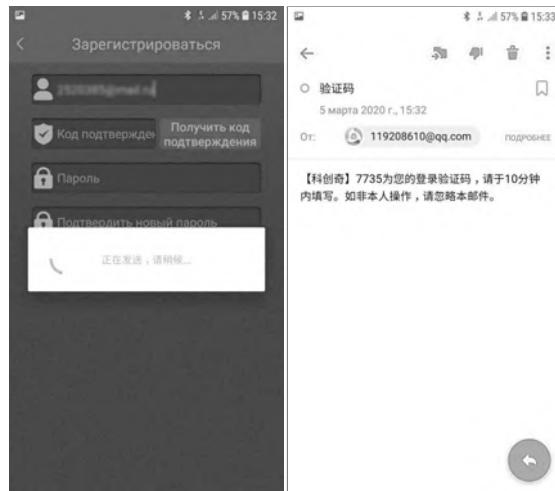 57% 15:32
Зарегистрироваться
Код подтвержден
Получить код
подтверждения
Пароль
Подтвердить новый пароль
正在发送，请稍候...
57% 15:33
验证码
5 марта 2020 г., 15:32
От: 119208610@qq.com ПОДРОБНЕЕ
【科创奇】7735为您的登录验证码，请于10分钟
内填写。如非本人操作，请忽略本邮件。